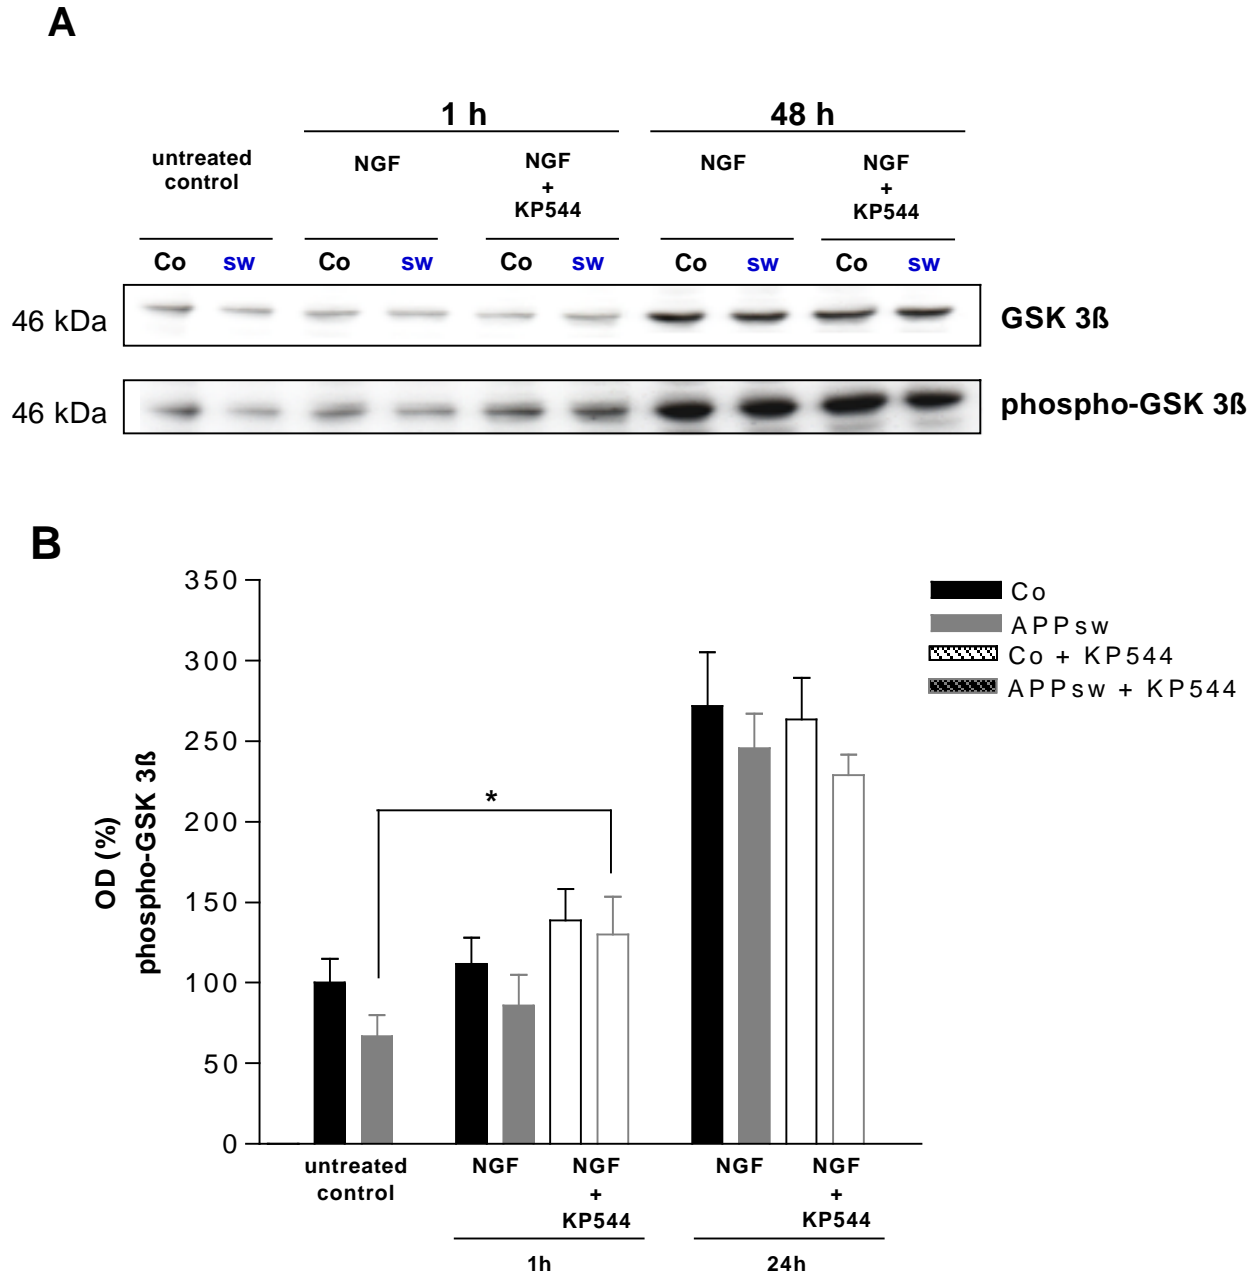 A
1 h 48 h
untreated
control
NGF
NGF
+
KP544
NGF
NGF
+
KP544
Co sw Co sw Co sw Co sw Co sw
46 kDa GSK 3ß
46 kDa phospho-GSK 3ß
B
350
300
250
200
150
100
50
0
OD (%)
phospho-GSK 3ß
*
Co
APPsw
Co + KP544
APPsw + KP544
untreated
control
NGF
NGF
+
KP544
NGF
NGF
+
KP544
1h 24h